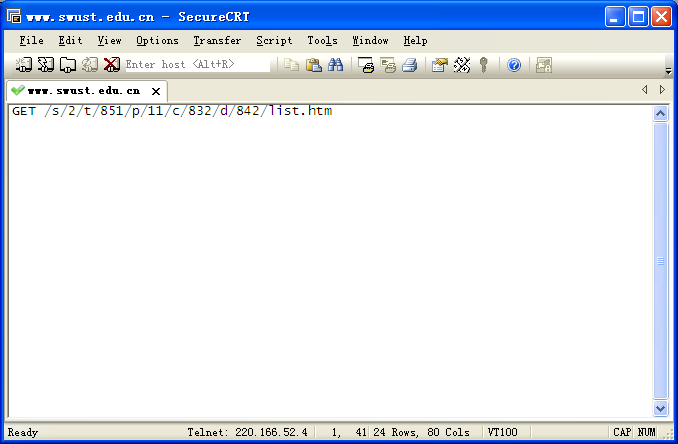 www.swust.edu.cn - SecureCRT
File Edit View Options Transfer Script Tools Window Help
Enter host <Alt+R>
www.swust.edu.cn
GET /s/2/t/851/p/11/c/832/d/842/list.htm
Ready Telnet: 220.166.52.4 1, 41 24 Rows, 80 Cols VT100 CAP NUM